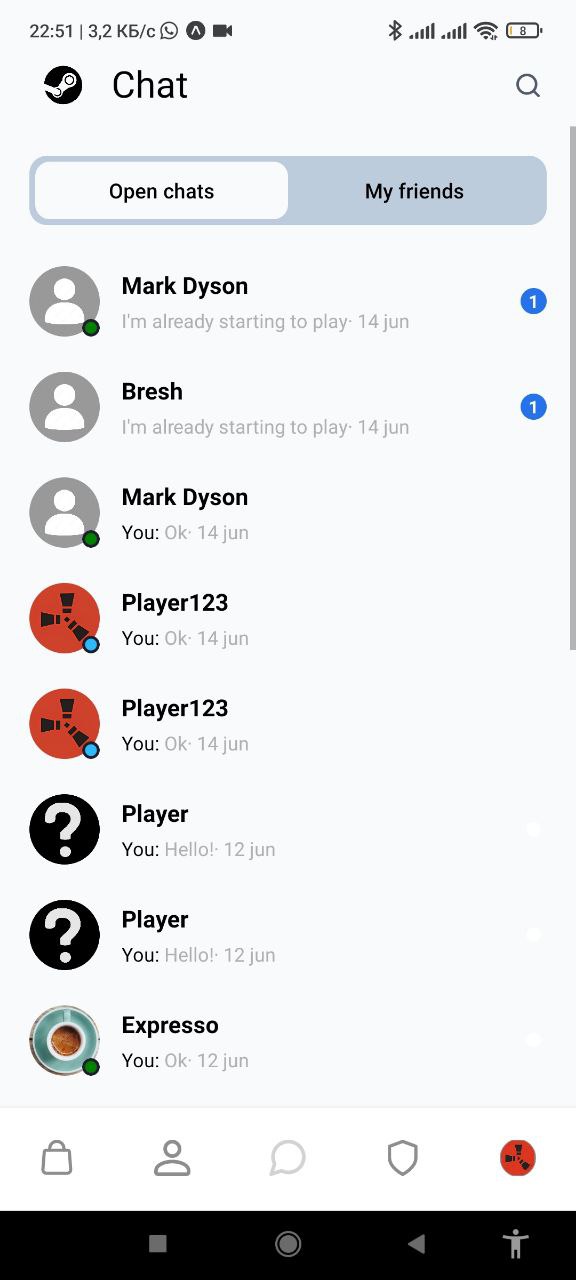 22:51 | 3,2 КБ/с
8
Chat
Open chats
My friends
Mark Dyson
I'm already starting to play· 14 jun
1
Bresh
I'm already starting to play· 14 jun
1
Mark Dyson
You: Ok· 14 jun
Player123
You: Ok· 14 jun
Player123
You: Ok· 14 jun
?
Player
You: Hello!· 12 jun
?
Player
You: Hello!· 12 jun
Expresso
You: Ok· 12 jun